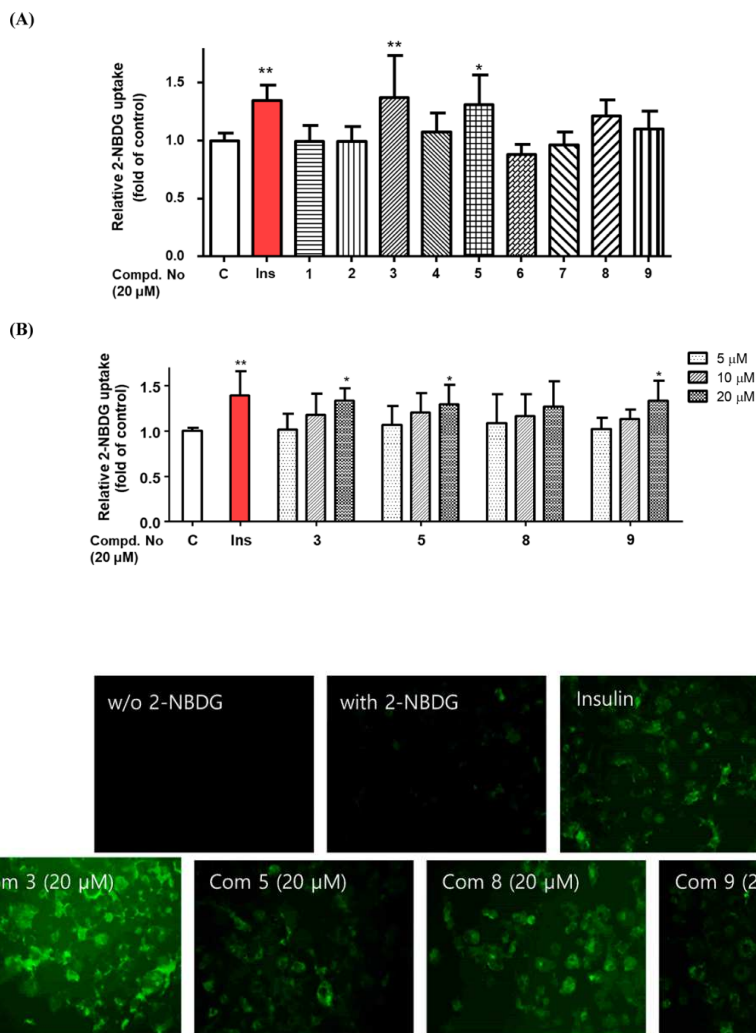 (A)
Relative 2-NBDG uptake
(fold of control)
1.5
1.0
0.5
0.0
**
**
*
Compd. No
(20 µM)
C Ins 1 2 3 4 5 6 7 8 9
(B)
Relative 2-NBDG uptake
(fold of control)
1.5
1.0
0.5
0.0
**
*
*
*
5 µM
10 µM
20 µM
Compd. No
(20 µM)
C Ins 3 5 8 9
w/o 2-NBDG
with 2-NBDG
Insulin
m 3 (20 µM)
Com 5 (20 µM)
Com 8 (20 µM)
Com 9 (2